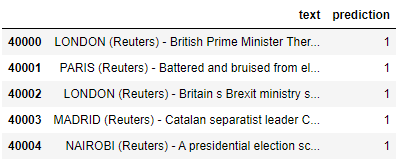 text prediction
40000 LONDON (Reuters) - British Prime Minister Ther... 1
40001 PARIS (Reuters) - Battered and bruised from el... 1
40002 LONDON (Reuters) - Britain s Brexit ministry s... 1
40003 MADRID (Reuters) - Catalan separatist leader C... 1
40004 NAIROBI (Reuters) - A presidential election sc... 1